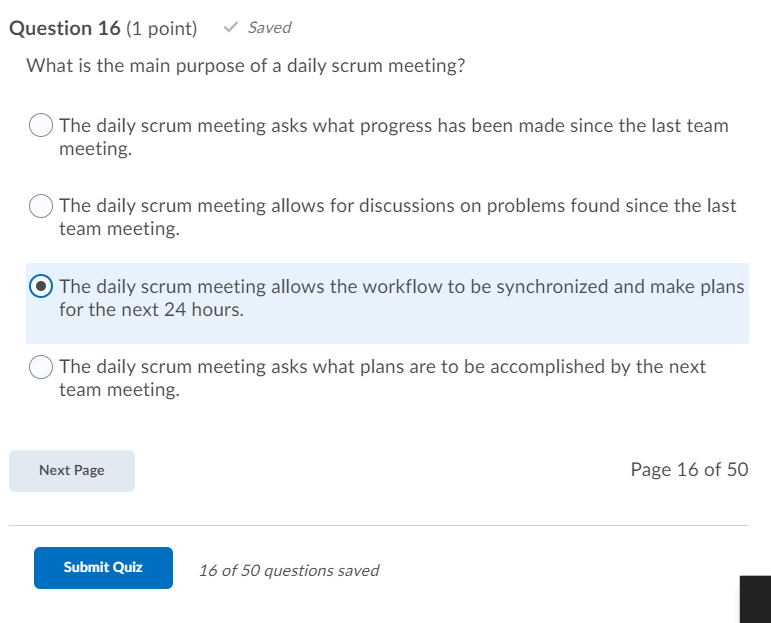 Question 16 (1 point) ✓ Saved
What is the main purpose of a daily scrum meeting?
The daily scrum meeting asks what progress has been made since the last team
meeting.
The daily scrum meeting allows for discussions on problems found since the last
team meeting.
The daily scrum meeting allows the workflow to be synchronized and make plans
for the next 24 hours.
The daily scrum meeting asks what plans are to be accomplished by the next
team meeting.
Next Page Page 16 of 50
Submit Quiz 16 of 50 questions saved